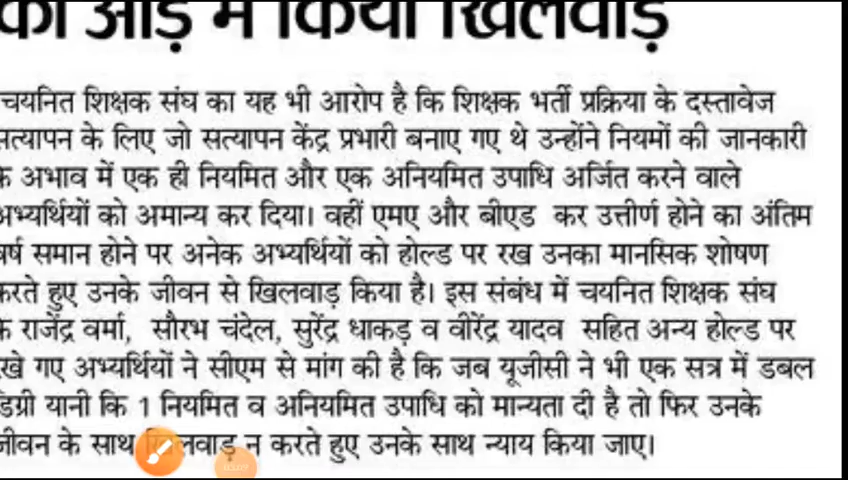 की आड़ में किया खिलवाड़
चयनित शिक्षक संघ का यह भी आरोप है कि शिक्षक भर्ती प्रक्रिया के दस्तावेज
सत्यापन के लिए जो सत्यापन केंद्र प्रभारी बनाए गए थे उन्होंने नियमों की जानकारी
के अभाव में एक ही नियमित और एक अनियमित उपाधि अर्जित करने वाले
अभ्यर्थियों को अमान्य कर दिया। वहीं एमए और बीएड कर उत्तीर्ण होने का अंतिम
वर्ष समान होने पर अनेक अभ्यर्थियों को होल्ड पर रख उनका मानसिक शोषण
करते हुए उनके जीवन से खिलवाड़ किया है। इस संबंध में चयनित शिक्षक संघ
के राजेंद्र वर्मा, सौरभ चंदेल, सुरेंद्र धाकड़ व वीरेंद्र यादव सहित अन्य होल्ड पर
रखे गए अभ्यर्थियों ने सीएम से मांग की है कि जब यूजीसी ने भी एक सत्र में डबल
डिग्री यानी कि 1 नियमित व अनियमित उपाधि को मान्यता दी है तो फिर उनके
जीवन के साथ खिलवाड़ न करते हुए उनके साथ न्याय किया जाए।